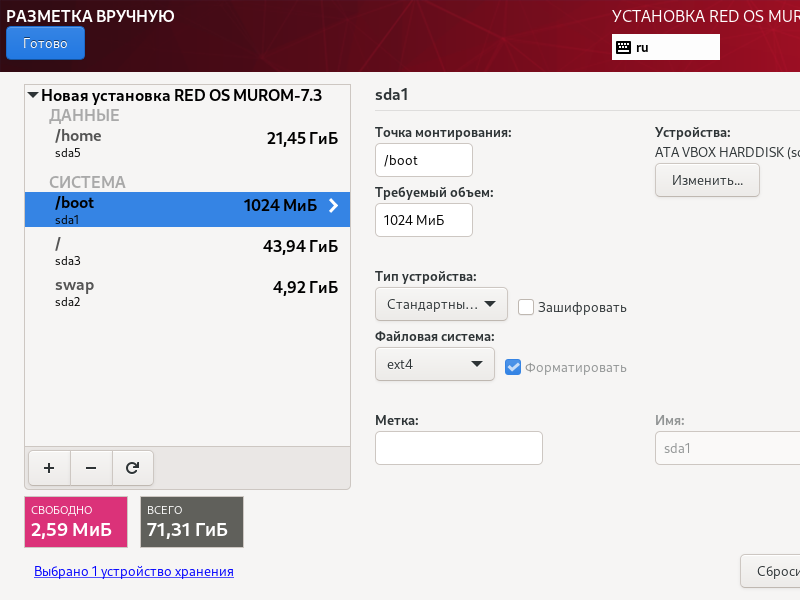 РАЗМЕТКА ВРУЧНУЮ
УСТАНОВКА RED OS MUR
Готово
ru
Новая установка RED OS MUROM-7.3
ДАННЫЕ
/home
21,45 ГиБ
sda5
СИСТЕМА
/boot
1024 МиБ
sda1
/
43,94 ГиБ
sda3
swap
4,92 ГиБ
sda2
+ −
СВОБОДНО
2,59 МиБ
ВСЕГО
71,31 ГиБ
Выбрано 1 устройство хранения
sda1
Точка монтирования:
/boot
Требуемый объем:
1024 МиБ
Устройства:
ATA VBOX HARDDISK (sd
Изменить...
Тип устройства:
Стандартны...
Зашифровать
Файловая система:
ext4
Форматировать
Метка:
Имя:
sda1
Сброси